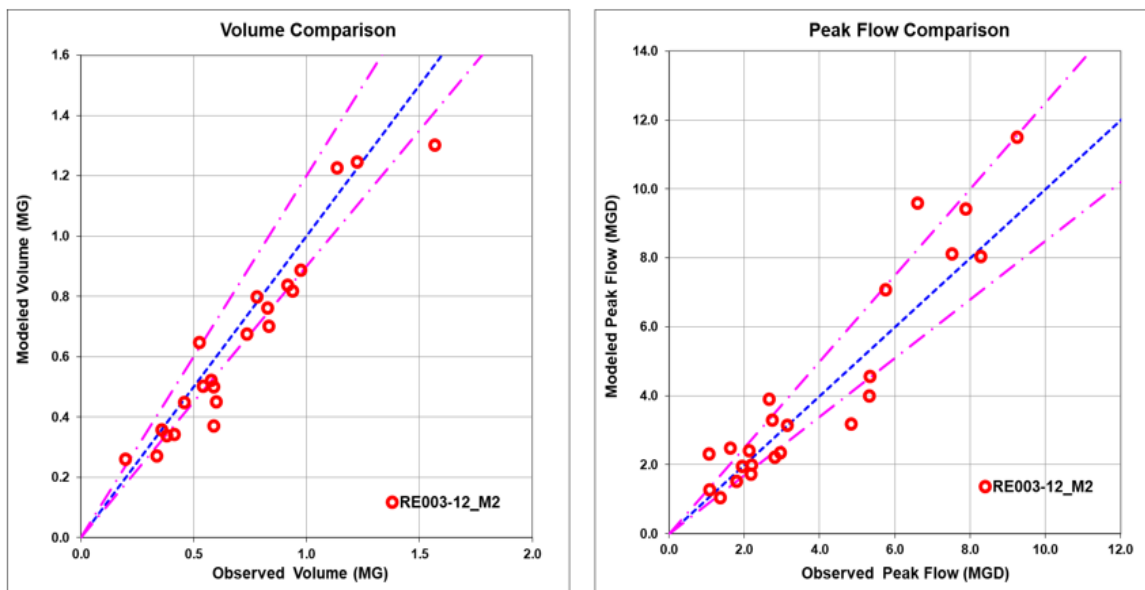 Volume Comparison
1.6
1.4
1.2
1.0
0.8
0.6
0.4
0.2
0.0
Modeled Volume (MG)
RE003-12_M2
0.0 0.5 1.0 1.5 2.0
Observed Volume (MG)
Peak Flow Comparison
14.0
12.0
10.0
8.0
6.0
4.0
2.0
0.0
Modeled Peak Flow (MGD)
RE003-12_M2
0.0 2.0 4.0 6.0 8.0 10.0 12.0
Observed Peak Flow (MGD)